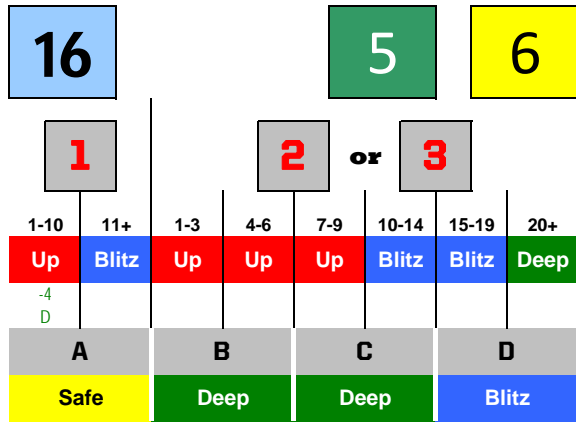 16 5 6
1 2 or 3
1-10 11+ 1-3 4-6 7-9 10-14 15-19 20+
Up Blitz Up Up Up Blitz Blitz Deep
-4
D
A B C D
Safe Deep Deep Blitz